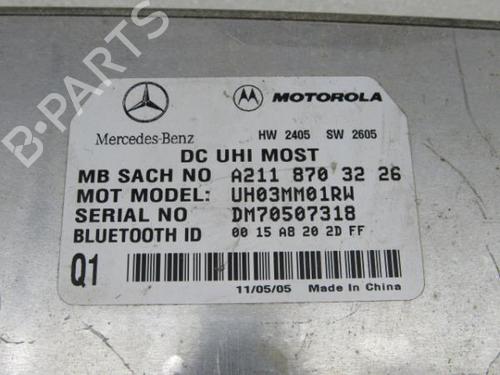 B-PARTS
MOTOROLA
Mercedes-Benz HW 2405 SW 2605
DC UHI MOST
MB SACH NO A211 870 32 26
MOT MODEL: UH03MM01RW
SERIAL NO DM70507318
BLUETOOTH ID 00 15 A8 20 2D FF
Q1
11/05/05 Made In China